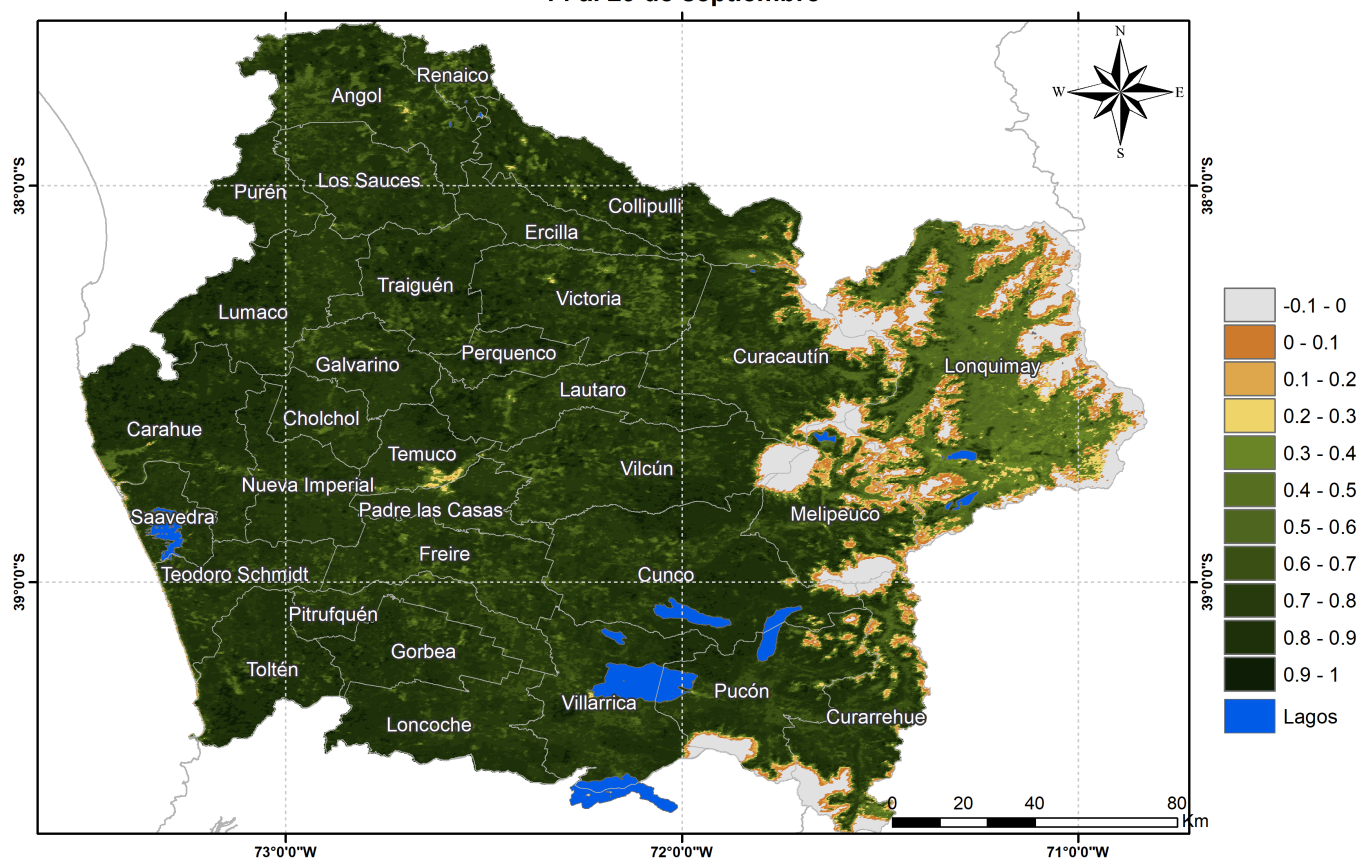 N
W
E
S
Renaico
Angol
Los Sauces
Purén
Collipulli
Ercilla
Traiguén
Victoria
Lumaco
Perquenco
Curacautín
Galvarino
Lonquimay
Lautaro
Cholchol
Carahue
Temuco
Vilcún
Nueva Imperial
Padre las Casas
Melipeuco
Saavedra
Freire
Teodoro Schmidt
Cunco
Pitrufquén
Gorbea
Toltén
Villarrica
Pucón
Curarrehue
Loncoche
38°0'0"S
38°0'0"S
39°0'0"S
39°0'0"S
-0.1 - 0
0 - 0.1
0.1 - 0.2
0.2 - 0.3
0.3 - 0.4
0.4 - 0.5
0.5 - 0.6
0.6 - 0.7
0.7 - 0.8
0.8 - 0.9
0.9 - 1
Lagos
0 20 40 80
Km
73°0'0"W 72°0'0"W 71°0'0"W